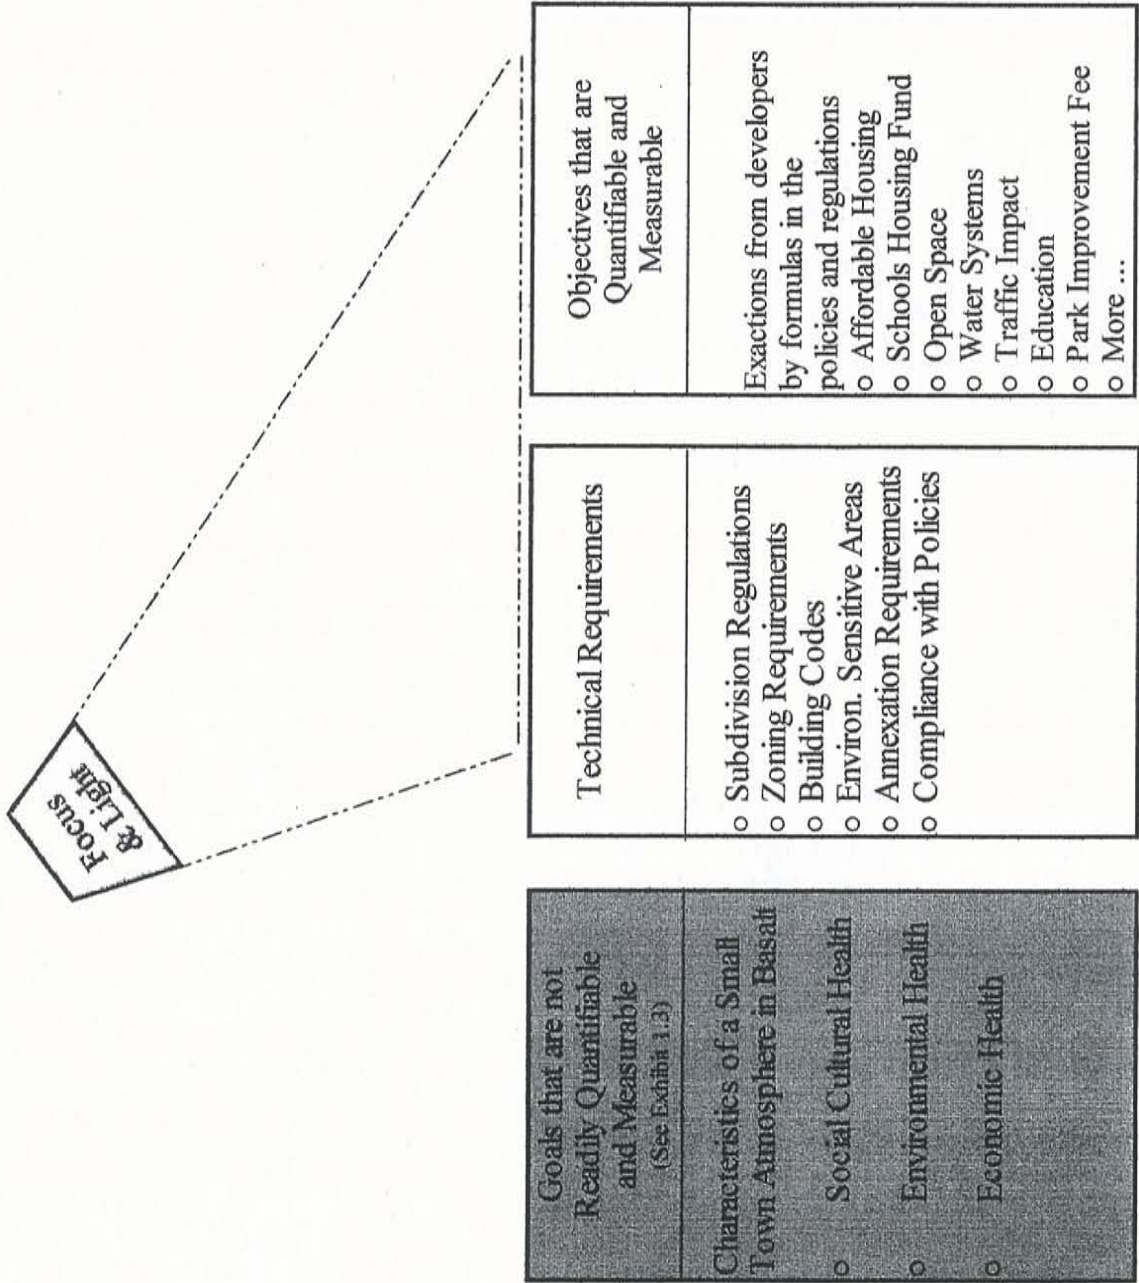 Focus
& Light
Goals that are not
Readily Quantifiable
and Measurable
(See Exhibit 1.3)
Characteristics of a Small
Town Atmosphere in Basalt
o Social Cultural Health
o Environmental Health
o Economic Health
Technical Requirements
o Subdivision Regulations
o Zoning Requirements
o Building Codes
o Environ. Sensitive Areas
o Annexation Requirements
o Compliance with Policies
Objectives that are
Quantifiable and
Measurable
Exactions from developers
by formulas in the
policies and regulations
o Affordable Housing
o Schools Housing Fund
o Open Space
o Water Systems
o Traffic Impact
o Education
o Park Improvement Fee
o More ...